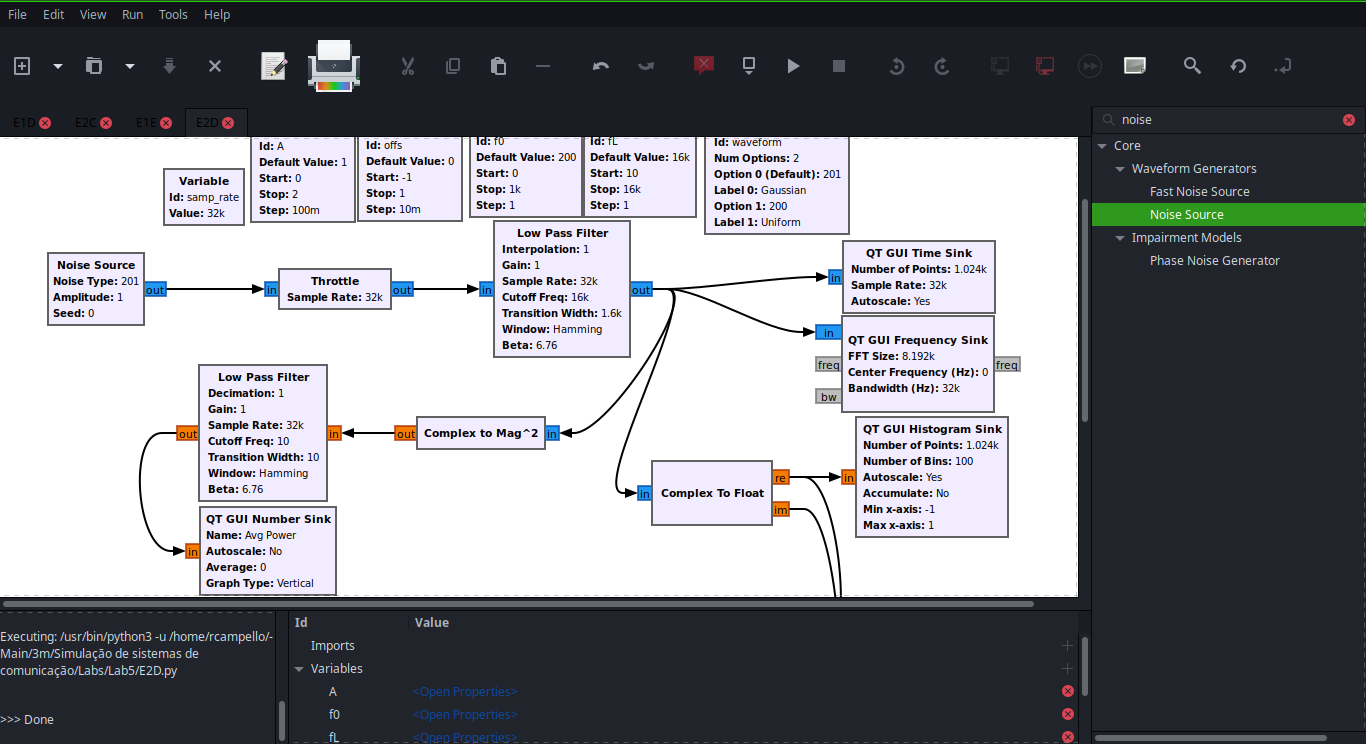 File Edit View Run Tools Help
E1D E2C E1E E2D
noise
Core
Waveform Generators
Fast Noise Source
Noise Source
Impairment Models
Phase Noise Generator
Variable
Id: samp_rate
Value: 32k
Id: A
Default Value: 1
Start: 0
Stop: 2
Step: 100m
Id: offs
Default Value: 0
Start: -1
Stop: 1
Step: 10m
Id: f0
Default Value: 200
Start: 0
Stop: 1k
Step: 1
Id: fL
Default Value: 16k
Start: 10
Stop: 16k
Step: 1
Id: waveform
Num Options: 2
Option 0 (Default): 201
Label 0: Gaussian
Option 1: 200
Label 1: Uniform
Noise Source
Noise Type: 201
Amplitude: 1
Seed: 0
out
in
Throttle
Sample Rate: 32k
out
in
Low Pass Filter
Interpolation: 1
Gain: 1
Sample Rate: 32k
Cutoff Freq: 16k
Transition Width: 1.6k
Window: Hamming
Beta: 6.76
out
in
QT GUI Time Sink
Number of Points: 1.024k
Sample Rate: 32k
Autoscale: Yes
in
freq
bw
QT GUI Frequency Sink
FFT Size: 8.192k
Center Frequency (Hz): 0
Bandwidth (Hz): 32k
freq
Low Pass Filter
Decimation: 1
Gain: 1
Sample Rate: 32k
Cutoff Freq: 10
Transition Width: 10
Window: Hamming
Beta: 6.76
out
in
out
Complex to Mag^2
in
in
Complex To Float
re
im
in
QT GUI Histogram Sink
Number of Points: 1.024k
Number of Bins: 100
Autoscale: Yes
Accumulate: No
Min x-axis: -1
Max x-axis: 1
in
QT GUI Number Sink
Name: Avg Power
Autoscale: No
Average: 0
Graph Type: Vertical
Executing: /usr/bin/python3 -u /home/rcampello/-
Main/3m/Simulação de sistemas de
comunicação/Labs/Lab5/E2D.py
>>> Done
Id Value
Imports
Variables
A <Open Properties>
f0 <Open Properties>
fL <Open Properties>